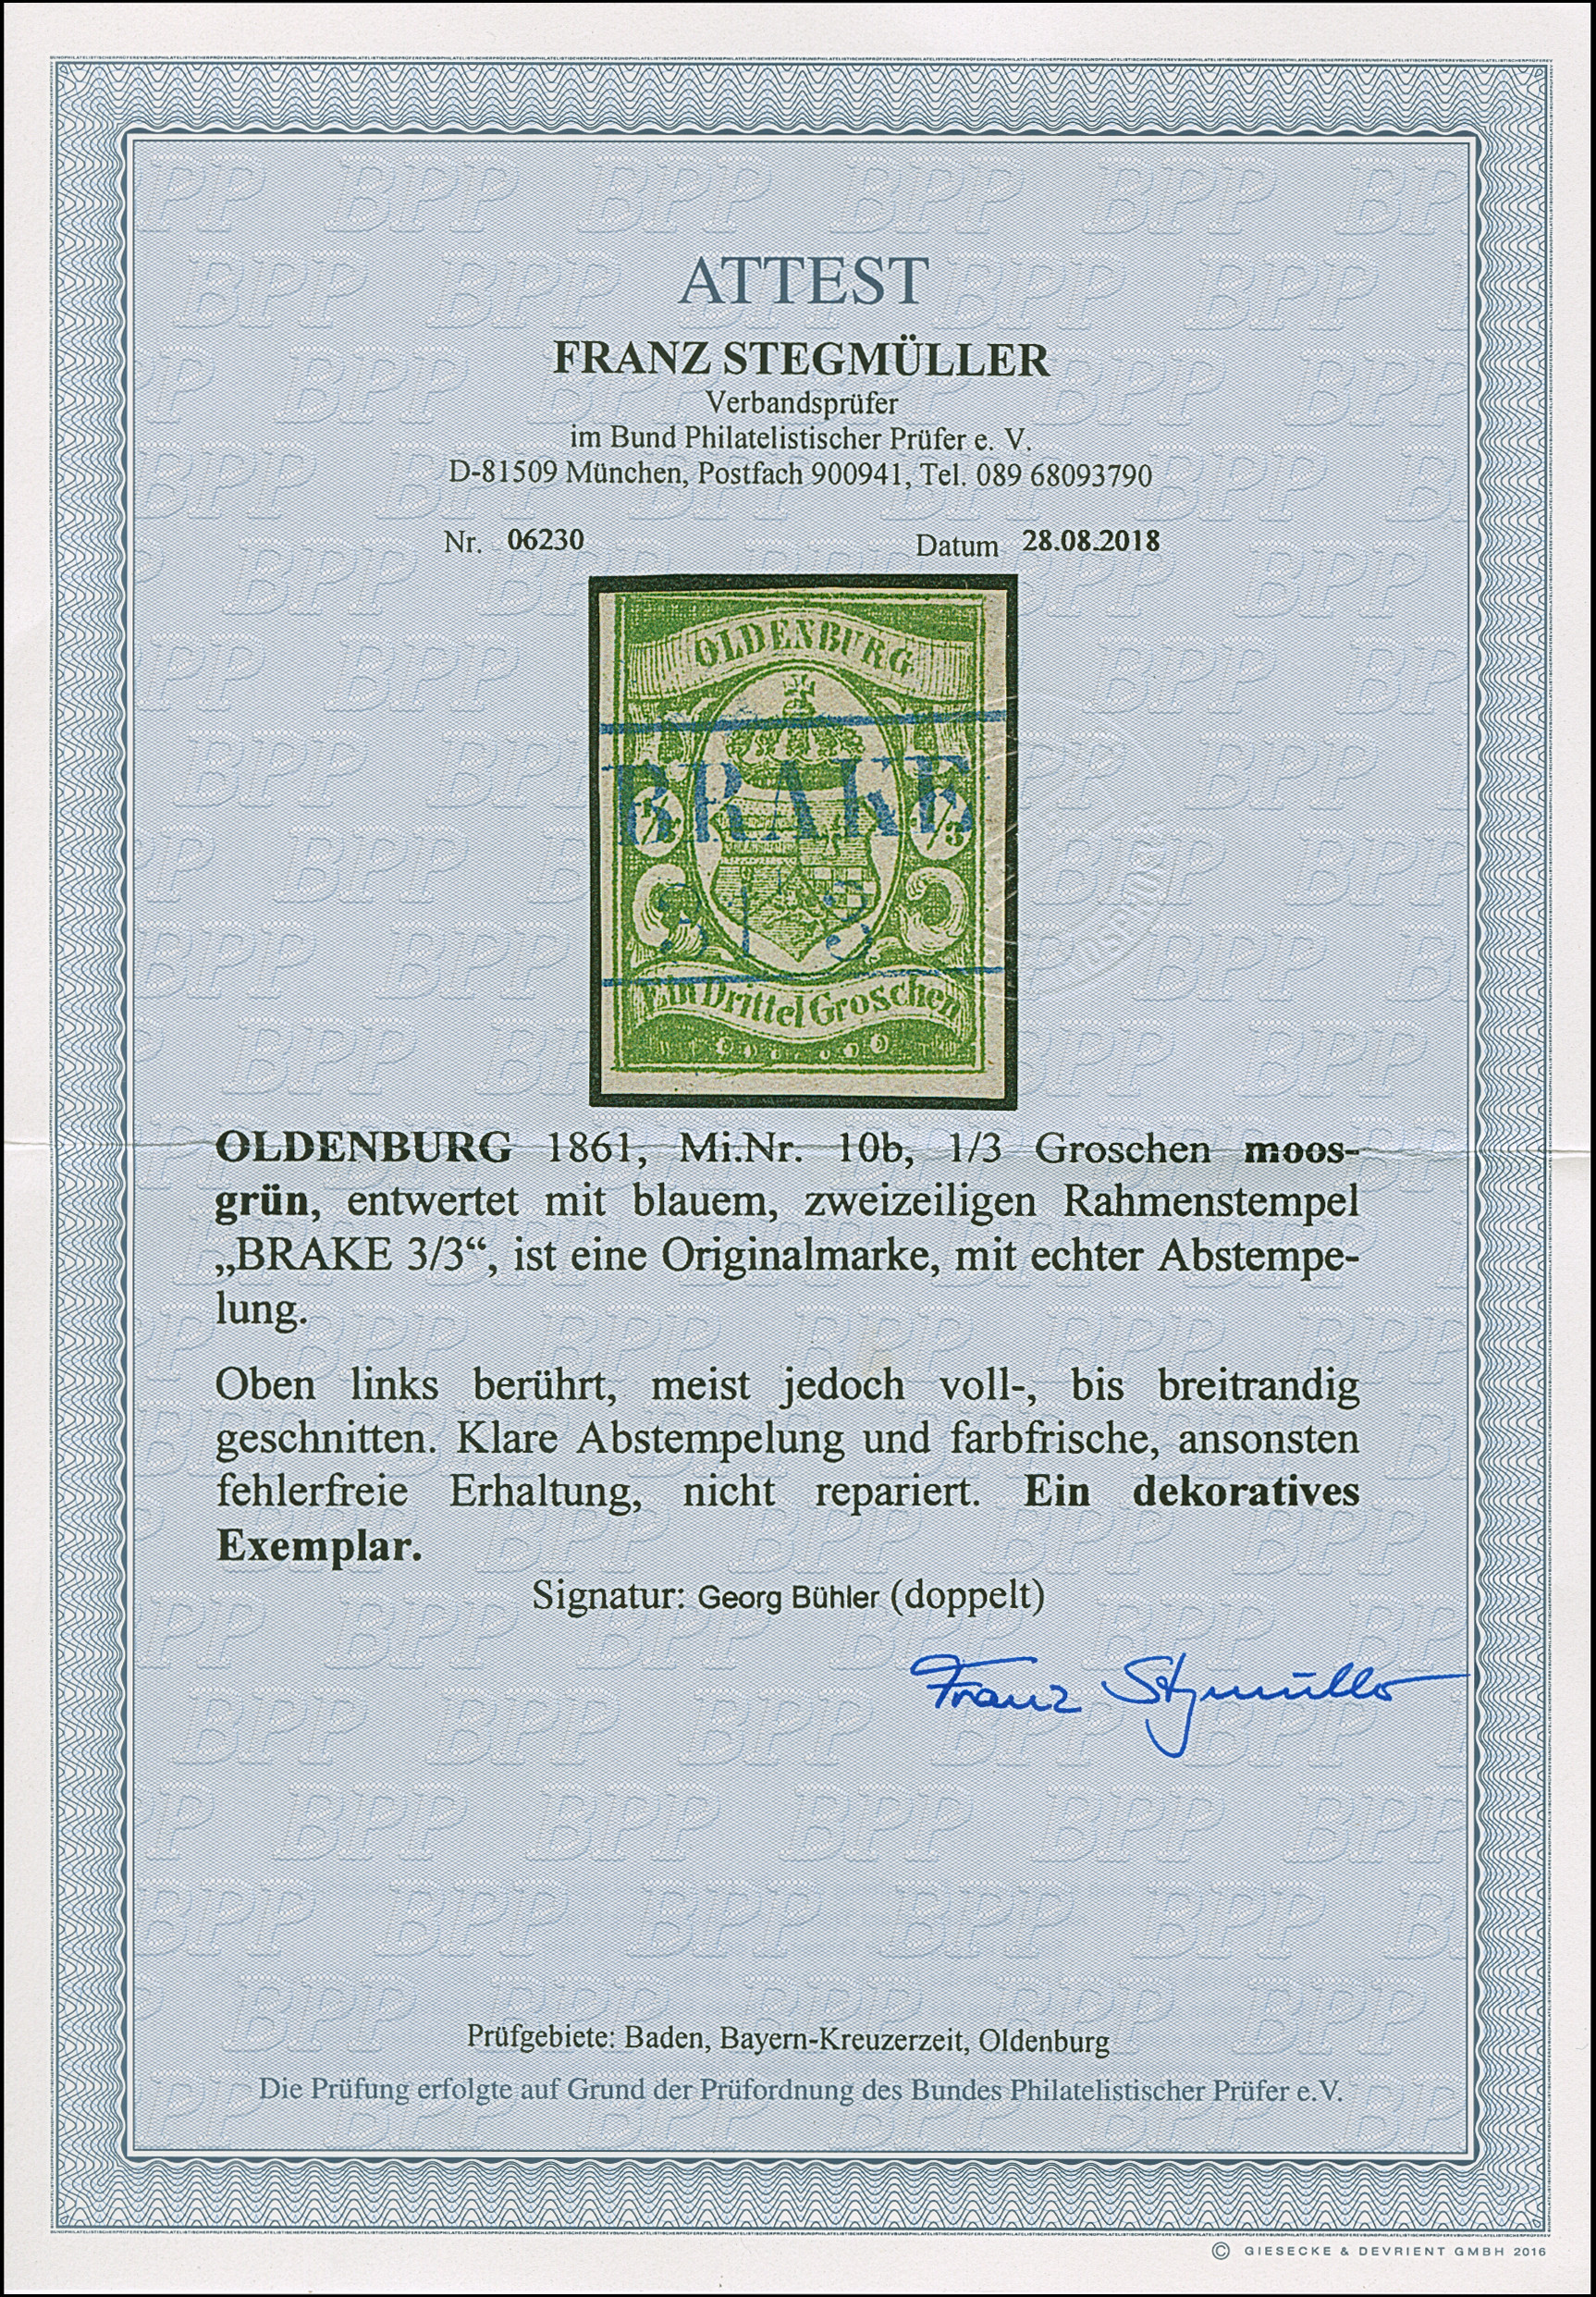 ATTEST
FRANZ STEGMÜLLER
Verbandsprüfer
im Bund Philatelistischer Prüfer e. V.
D-81509 München, Postfach 900941, Tel. 089 68093790
Nr. 06230 Datum 28.08.2018
OLDENBURG
BRAKE
1/3 1/3
3 | 3
Ein Drittel Groschen
OLDENBURG 1861, Mi.Nr. 10b, 1/3 Groschen moos-
grün, entwertet mit blauem, zweizeiligen Rahmenstempel
„BRAKE 3/3“, ist eine Originalmarke, mit echter Abstempe-
lung.
Oben links berührt, meist jedoch voll-, bis breitrandig
geschnitten. Klare Abstempelung und farbfrische, ansonsten
fehlerfreie Erhaltung, nicht repariert. Ein dekoratives
Exemplar.
Signatur: Georg Bühler (doppelt)
Franz Stegmüller
Prüfgebiete: Baden, Bayern-Kreuzerzeit, Oldenburg
Die Prüfung erfolgte auf Grund der Prüfordnung des Bundes Philatelistischer Prüfer e.V.
© GIESECKE & DEVRIENT GMBH 2016